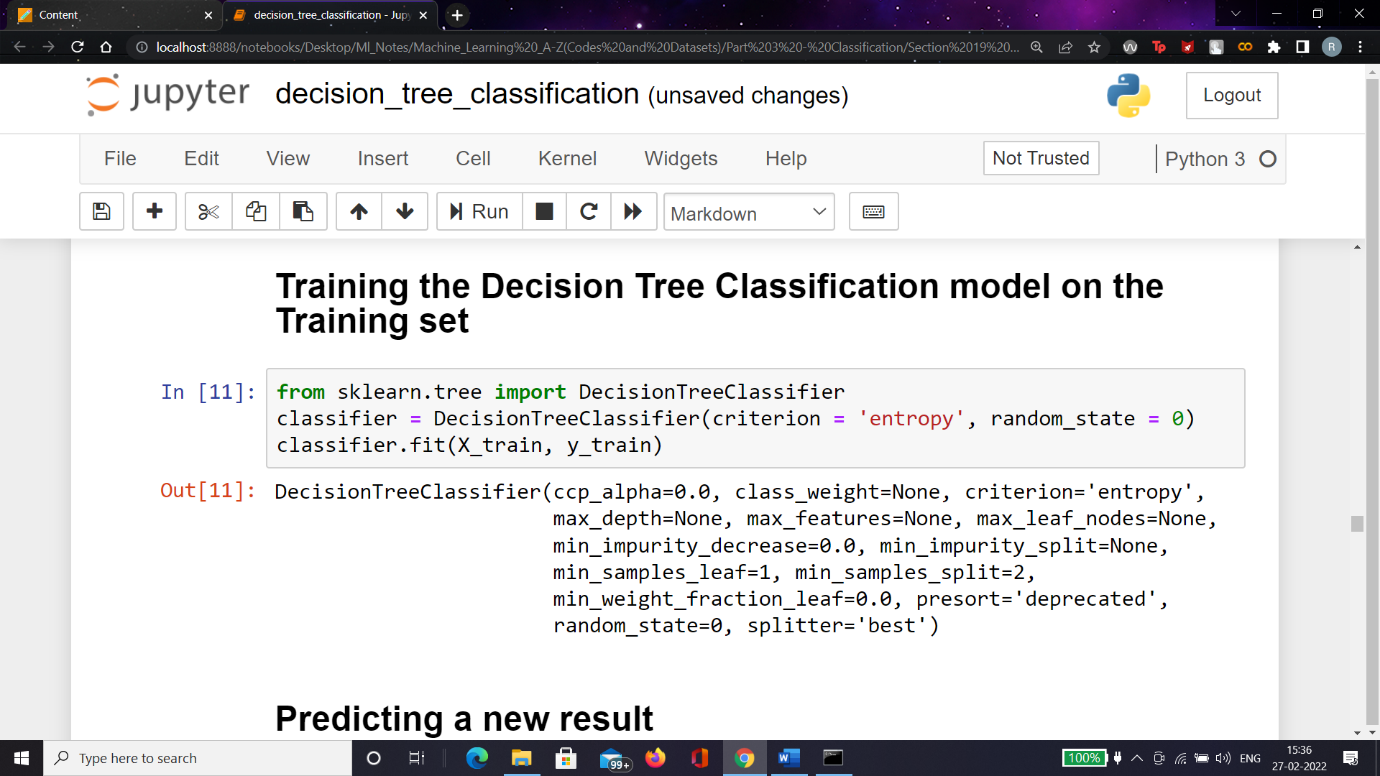 Content
decision_tree_classification - Jupy
localhost:8888/notebooks/Desktop/Ml_Notes/Machine_Learning%20_A-Z(Codes%20and%20Datasets)/Part%203%20-%20Classification/Section%2019%20...
Tp
R
jupyter decision_tree_classification (unsaved changes)
Logout
File Edit View Insert Cell Kernel Widgets Help Not Trusted Python 3
Run Markdown
Training the Decision Tree Classification model on the
Training set
In [11]: from sklearn.tree import DecisionTreeClassifier
classifier = DecisionTreeClassifier(criterion = 'entropy', random_state = 0)
classifier.fit(X_train, y_train)
Out[11]: DecisionTreeClassifier(ccp_alpha=0.0, class_weight=None, criterion='entropy',
max_depth=None, max_features=None, max_leaf_nodes=None,
min_impurity_decrease=0.0, min_impurity_split=None,
min_samples_leaf=1, min_samples_split=2,
min_weight_fraction_leaf=0.0, presort='deprecated',
random_state=0, splitter='best')
Predicting a new result
Type here to search
99+
100%
ENG
15:36
27-02-2022